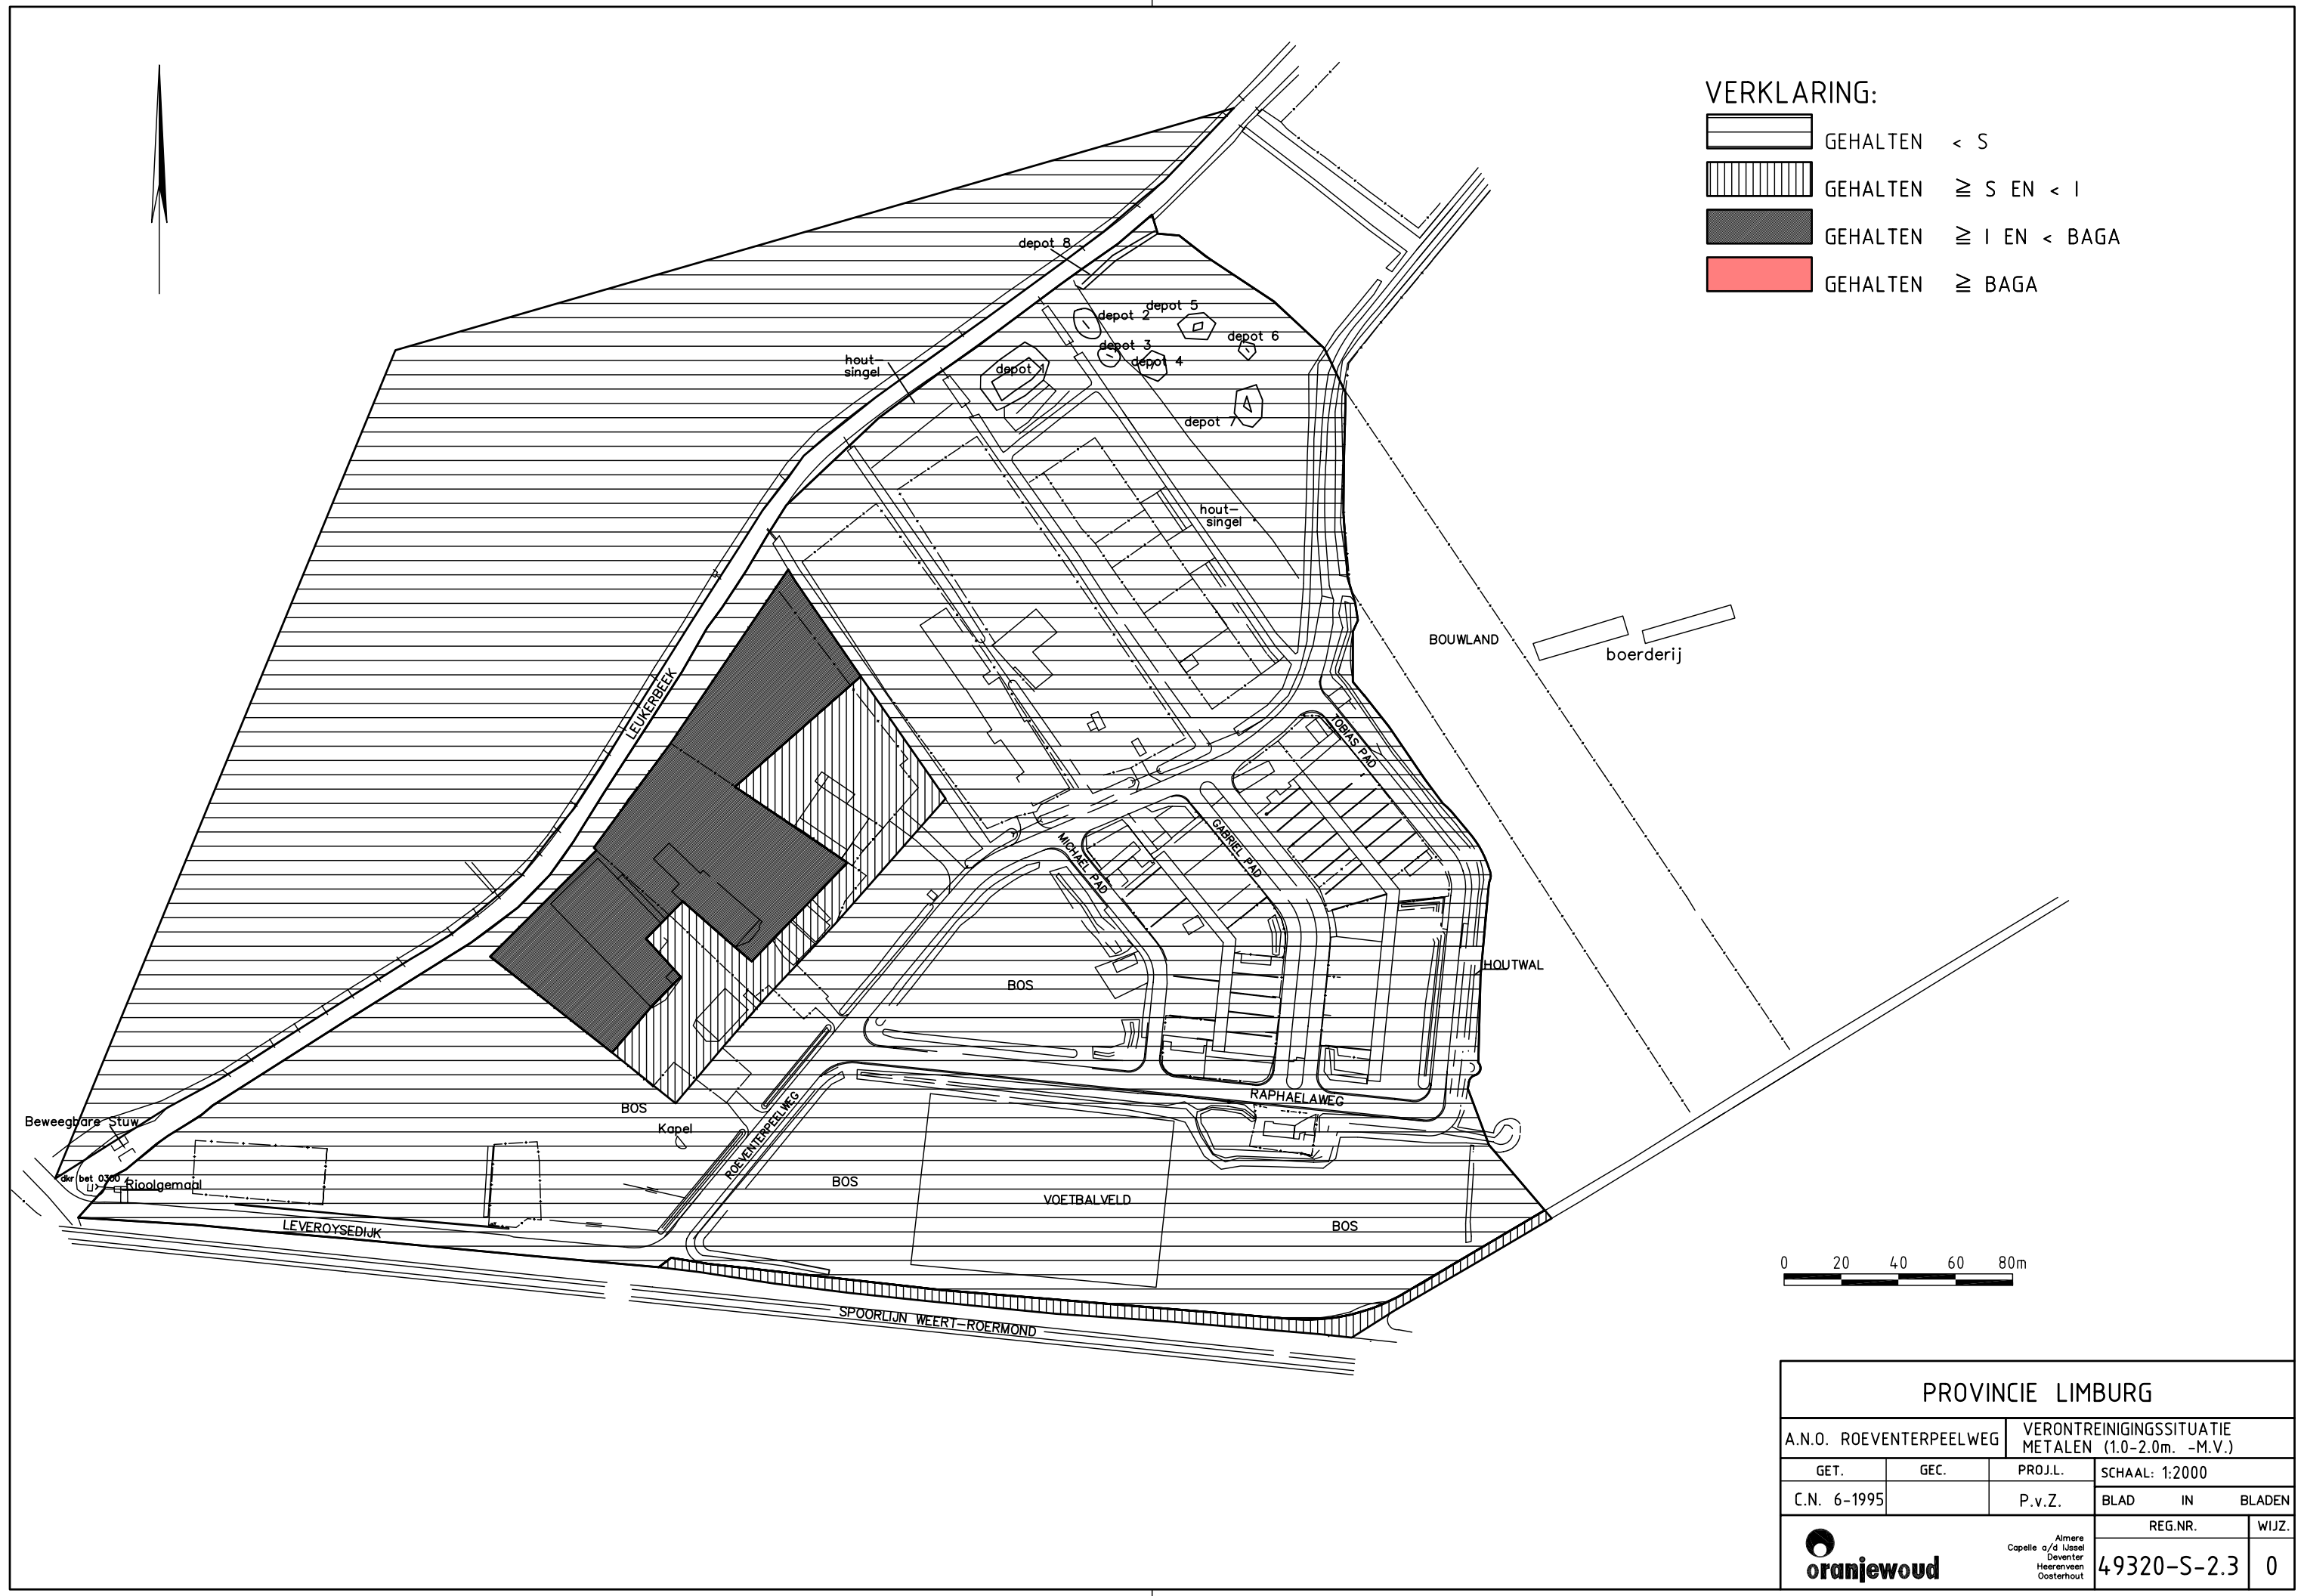 VERKLARING:
GEHALTEN < S
GEHALTEN ≧ S EN < I
GEHALTEN ≧ I EN < BAGA
GEHALTEN ≧ BAGA
depot 8
depot 5
depot 2
depot 6
depot 3
depot 4
depot 1
depot 7
hout-
singel
hout-
singel
BOUWLAND
boerderij
LEUKERBEEK
TOBIAS PAD
GABRIEL PAD
MICHAEL PAD
HOUTWAL
BOS
RAPHAELAWEG
BOS
Kapel
ROEVENTERPEELWEG
Beweegbare Stuw
dkr bet 0300
Rioolgemaal
BOS
VOETBALVELD
BOS
LEVEROYSEDIJK
SPOORLIJN WEERT-ROERMOND
0 20 40 60 80m
PROVINCIE LIMBURG
A.N.O. ROEVENTERPEELWEG
VERONTREINIGINGSSITUATIE
METALEN (1.0-2.0m. -M.V.)
GET. GEC. PROJ.L. SCHAAL: 1:2000
C.N. 6-1995 P.v.Z. BLAD IN BLADEN
REG.NR. WIJZ.
oranjewoud
Almere
Capelle a/d IJssel
Deventer
Heerenveen
Oosterhout
49320-S-2.3 0